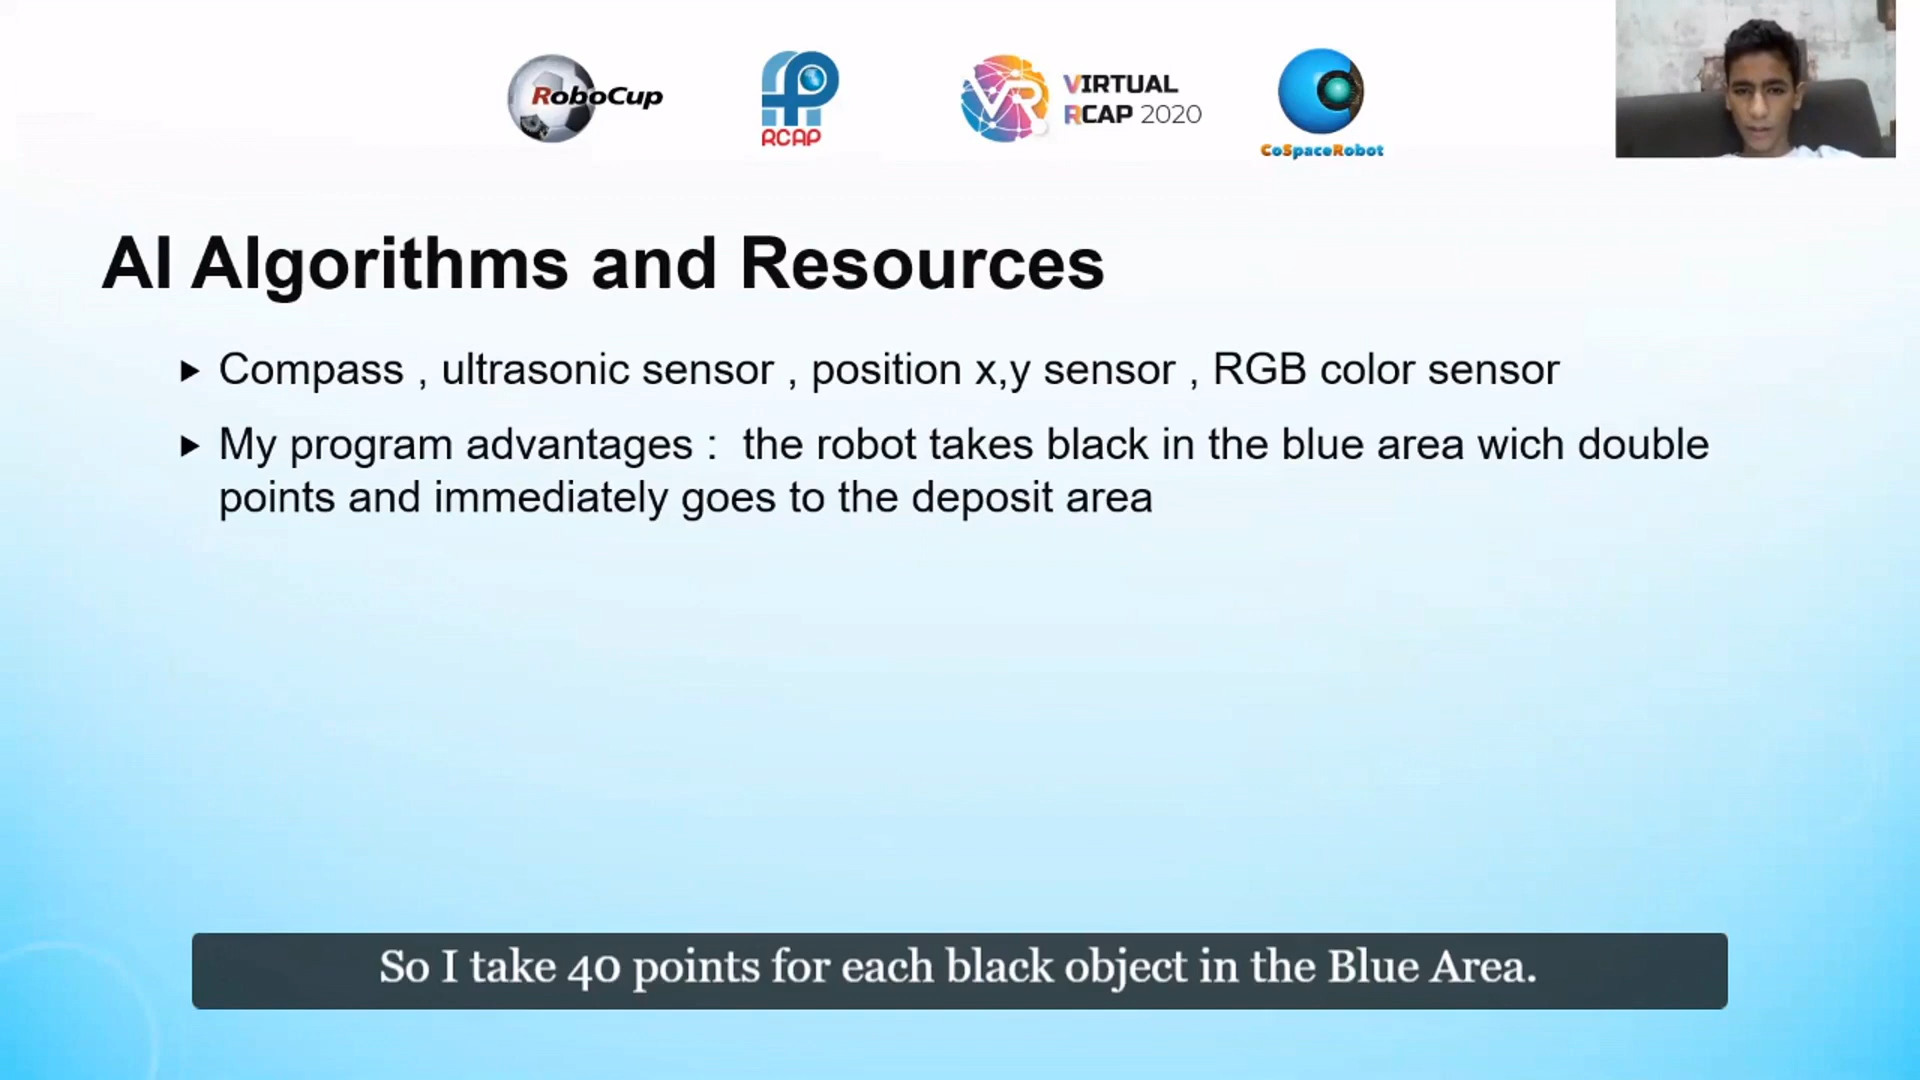 RoboCup
RCAP
VR
VIRTUAL
RCAP 2020
CoSpaceRobot
AI Algorithms and Resources
Compass , ultrasonic sensor , position x,y sensor , RGB color sensor
My program advantages :  the robot takes black in the blue area wich double
points and immediately goes to the deposit area
So I take 40 points for each black object in the Blue Area.